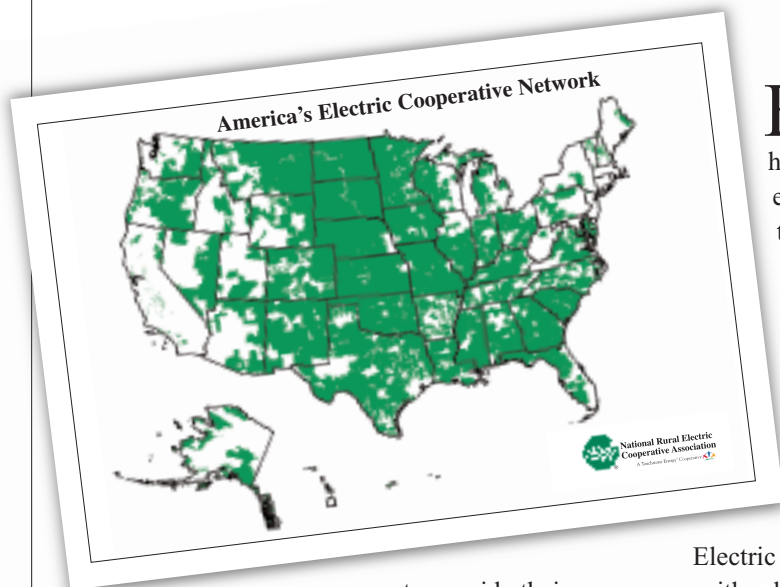 America's Electric Cooperative Network
National Rural Electric
Cooperative Association
A Touchstone Energy® Cooperative
Electric